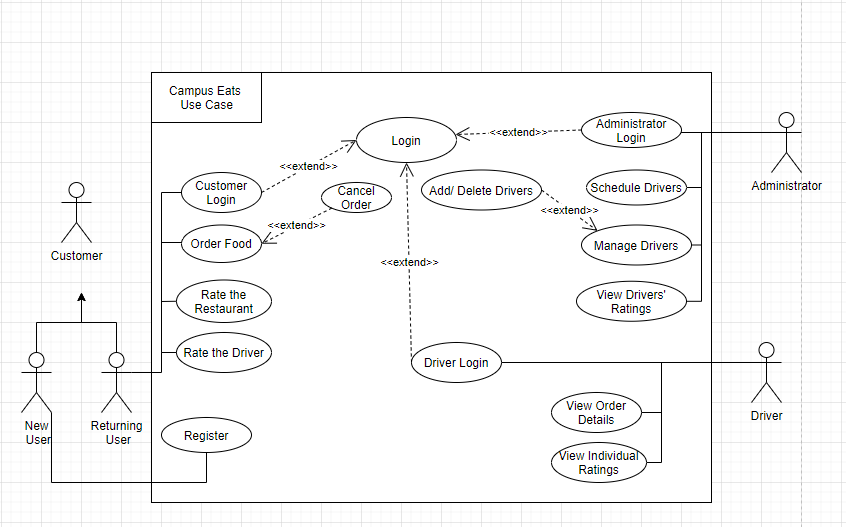 Campus Eats
Use Case
Login
<<extend>>
Administrator
Login
Administrator
<<extend>>
Customer
Login
Cancel
Order
Add/ Delete Drivers
Schedule Drivers
<<extend>>
<<extend>>
Order Food
Manage Drivers
Customer
<<extend>>
Rate the
Restaurant
View Drivers'
Ratings
Rate the Driver
Driver Login
Driver
New
User
Returning
User
Register
View Order
Details
View Individual
Ratings